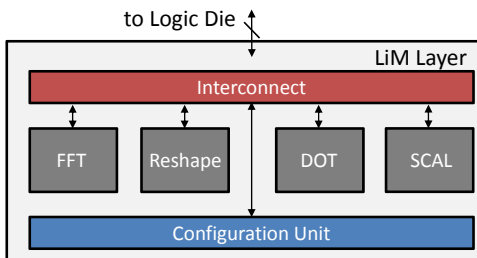 to Logic Die
LiM Layer
Interconnect
FFT
Reshape
DOT
SCAL
Configuration Unit